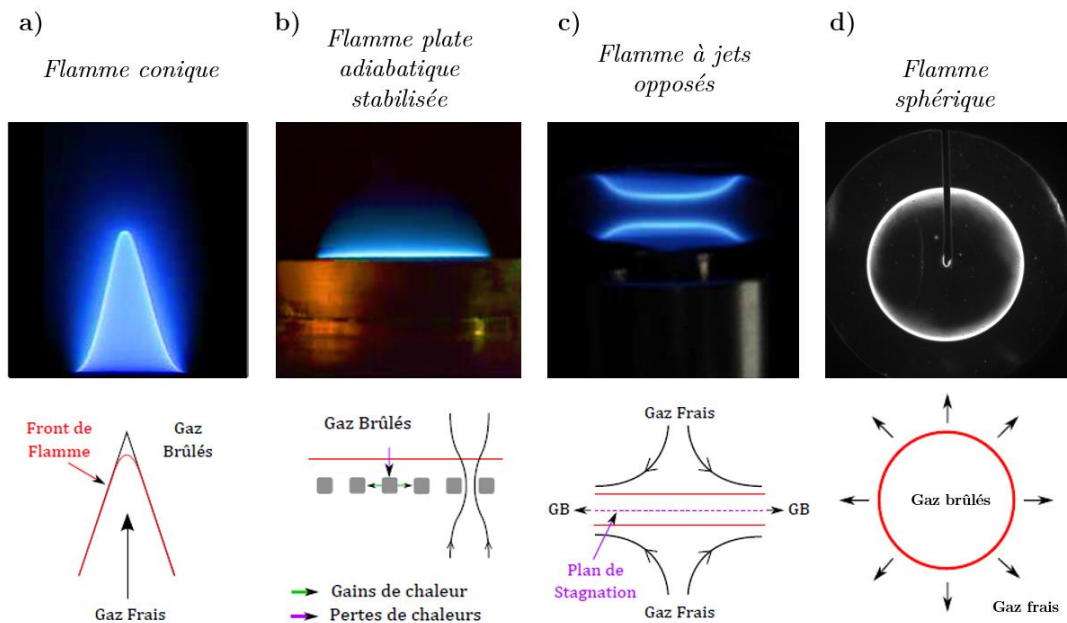 a)
Flamme conique
b)
Flamme plate
adiabatique
stabilisée
c)
Flamme à jets
opposés
d)
Flamme
sphérique
Front de
Flamme
Gaz
Brûlés
Gaz Frais
Gaz Brûlés
Gains de chaleur
Pertes de chaleurs
Gaz Frais
GB
GB
Plan de
Stagnation
Gaz Frais
Gaz brûlés
Gaz frais